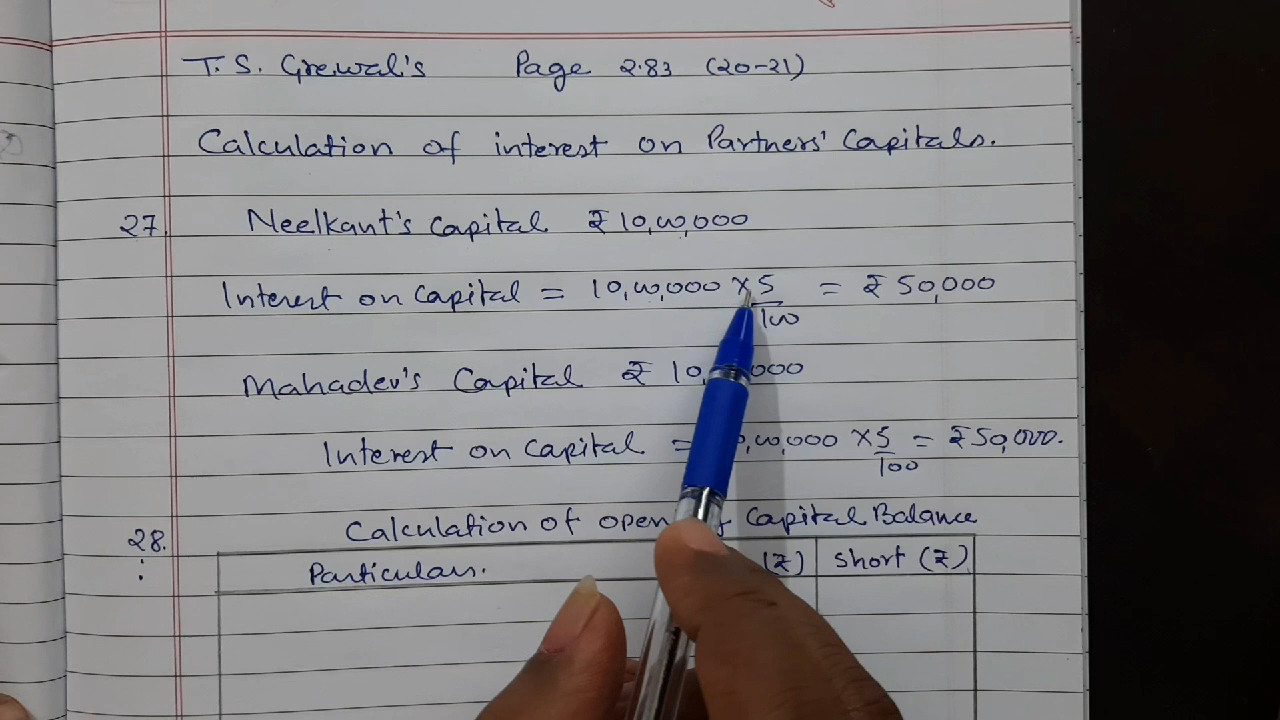 T. S. Grewal's Page 2.83 (20-21)
Calculation of interest on Partners' Capitals.
27. Neelkant's Capital ₹ 10,00,000
Interest on Capital = 10,00,000 × 5/100 = ₹ 50,000
Mahadev's Capital ₹ 10, 000
Interest on Capital = 0,00,000 × 5/100 = ₹50,000.
28. Calculation of open Capital Balance
Particulars. (₹) Short (₹)